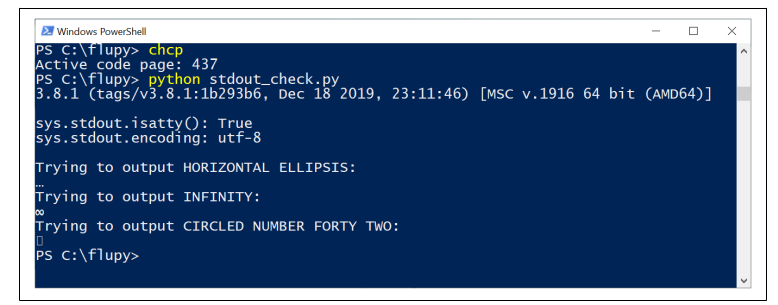 Windows PowerShell
PS C:\flupy> chcp
Active code page: 437
PS C:\flupy> python stdout_check.py
3.8.1 (tags/v3.8.1:1b293b6, Dec 18 2019, 23:11:46) [MSC v.1916 64 bit (AMD64)]
sys.stdout.isatty(): True
sys.stdout.encoding: utf-8
Trying to output HORIZONTAL ELLIPSIS:
…
Trying to output INFINITY:
∞
Trying to output CIRCLED NUMBER FORTY TWO:
▯
PS C:\flupy>